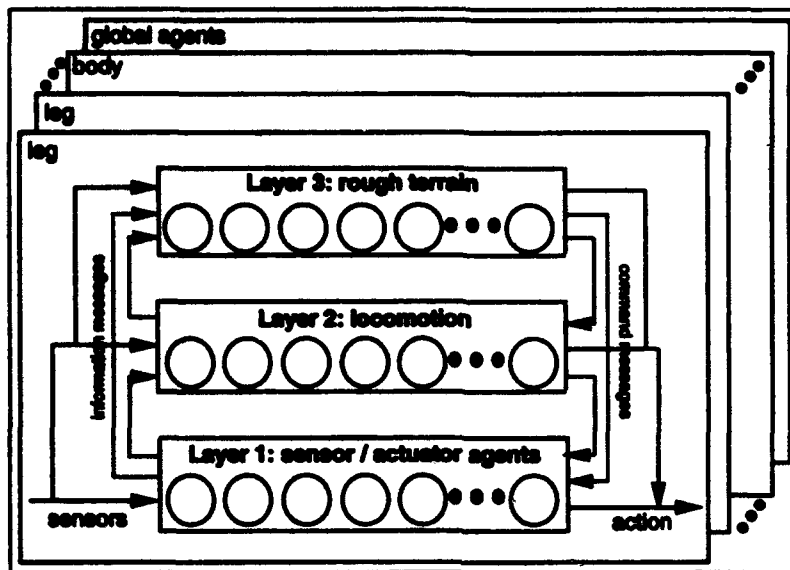 global agents
body
leg
leg
Layer 3: rough terrain
information messages
command messages
Layer 2: locomotion
Layer 1: sensor / actuator agents
sensors
action